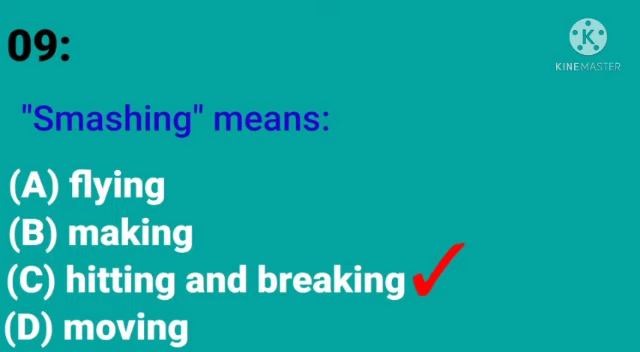 09:
KINEMASTER
"Smashing" means:
(A) flying
(B) making
(C) hitting and breaking
(D) moving